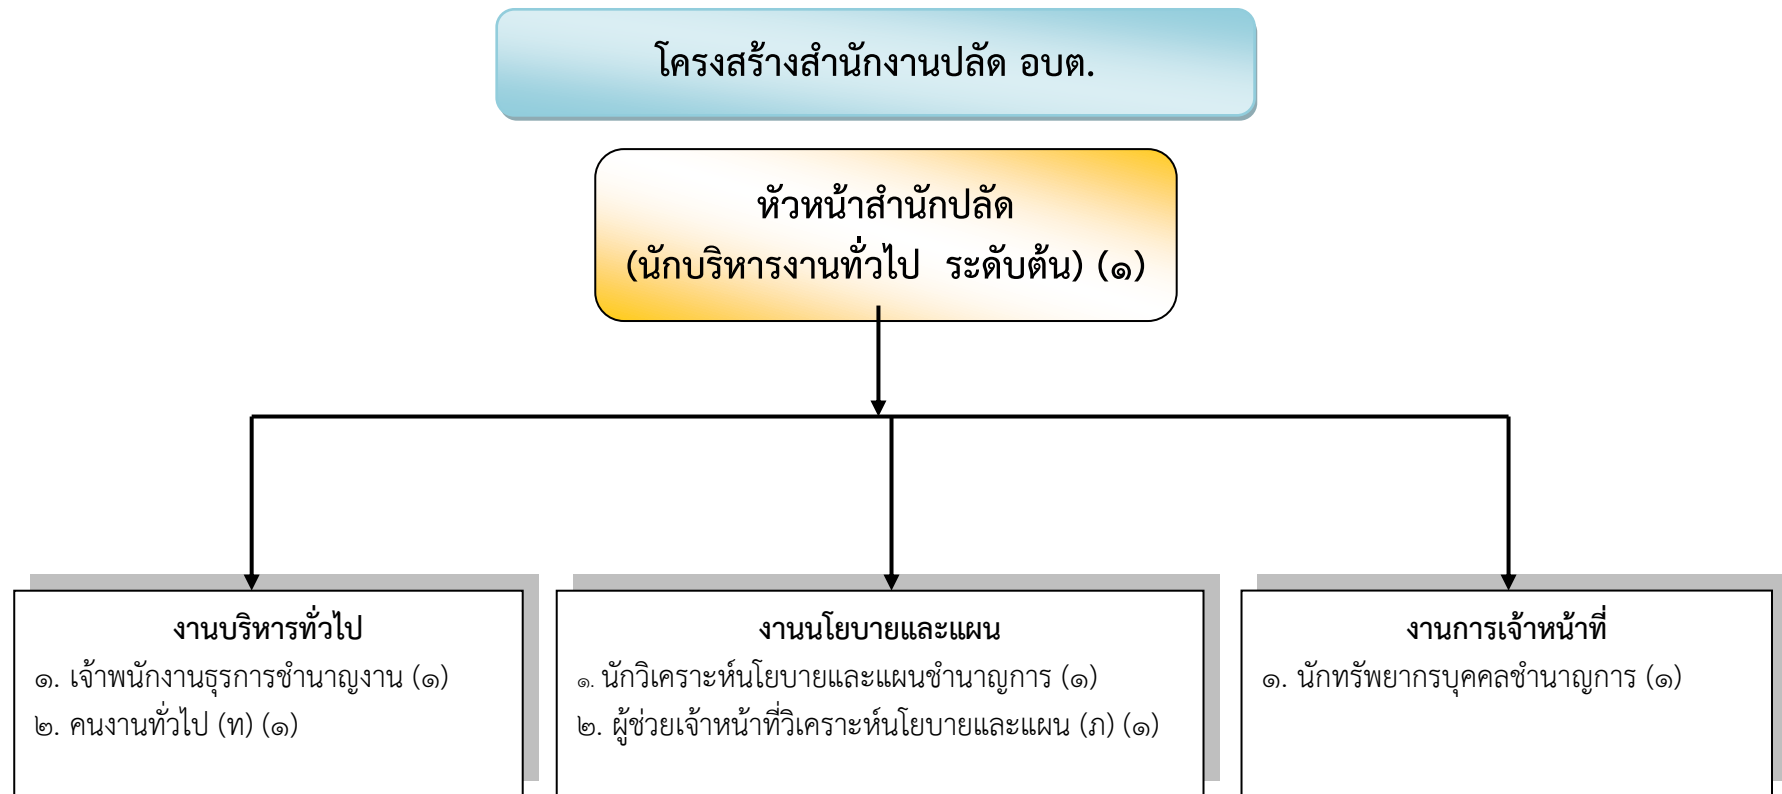 โครงสร้างสำนักงานปลัด อบต.
หัวหน้าสำนักปลัด
(นักบริหารงานทั่วไป ระดับต้น) (๑)
งานบริหารทั่วไป
๑. เจ้าพนักงานธุรการชำนาญงาน (๑)
๒. คนงานทั่วไป (ท) (๑)
งานนโยบายและแผน
๑. นักวิเคราะห์นโยบายและแผนชำนาญการ (๑)
๒. ผู้ช่วยเจ้าหน้าที่วิเคราะห์นโยบายและแผน (ภ) (๑)
งานการเจ้าหน้าที่
๑. นักทรัพยากรบุคคลชำนาญการ (๑)